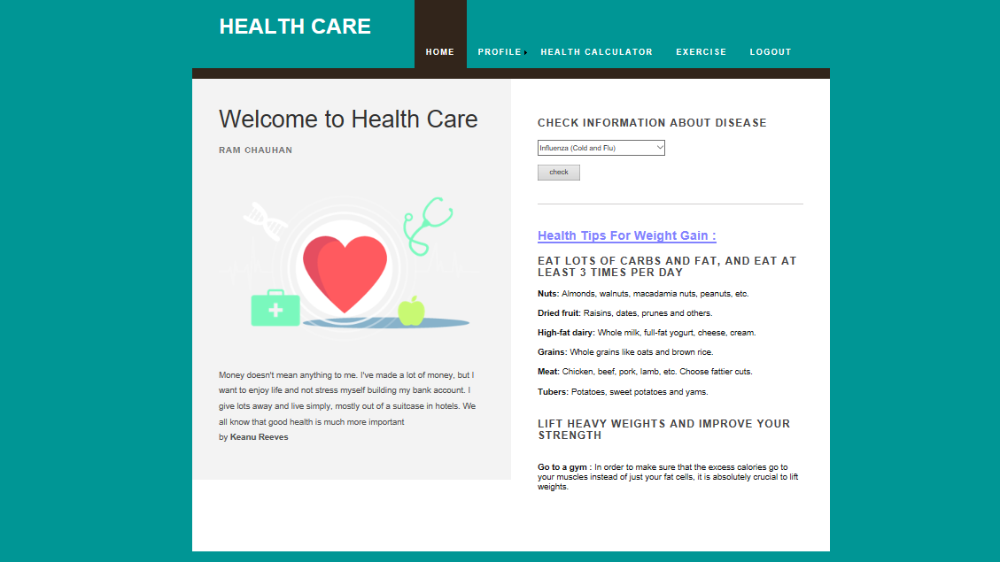 HEALTH CARE
HOME PROFILE HEALTH CALCULATOR EXERCISE LOGOUT
Welcome to Health Care
RAM CHAUHAN
Money doesn't mean anything to me. I've made a lot of money, but I
want to enjoy life and not stress myself building my bank account. I
give lots away and live simply, mostly out of a suitcase in hotels. We
all know that good health is much more important
by Keanu Reeves
CHECK INFORMATION ABOUT DISEASE
Influenza (Cold and Flu)
check
Health Tips For Weight Gain :
EAT LOTS OF CARBS AND FAT, AND EAT AT
LEAST 3 TIMES PER DAY
Nuts: Almonds, walnuts, macadamia nuts, peanuts, etc.
Dried fruit: Raisins, dates, prunes and others.
High-fat dairy: Whole milk, full-fat yogurt, cheese, cream.
Grains: Whole grains like oats and brown rice.
Meat: Chicken, beef, pork, lamb, etc. Choose fattier cuts.
Tubers: Potatoes, sweet potatoes and yams.
LIFT HEAVY WEIGHTS AND IMPROVE YOUR
STRENGTH
Go to a gym : In order to make sure that the excess calories go to
your muscles instead of just your fat cells, it is absolutely crucial to lift
weights.